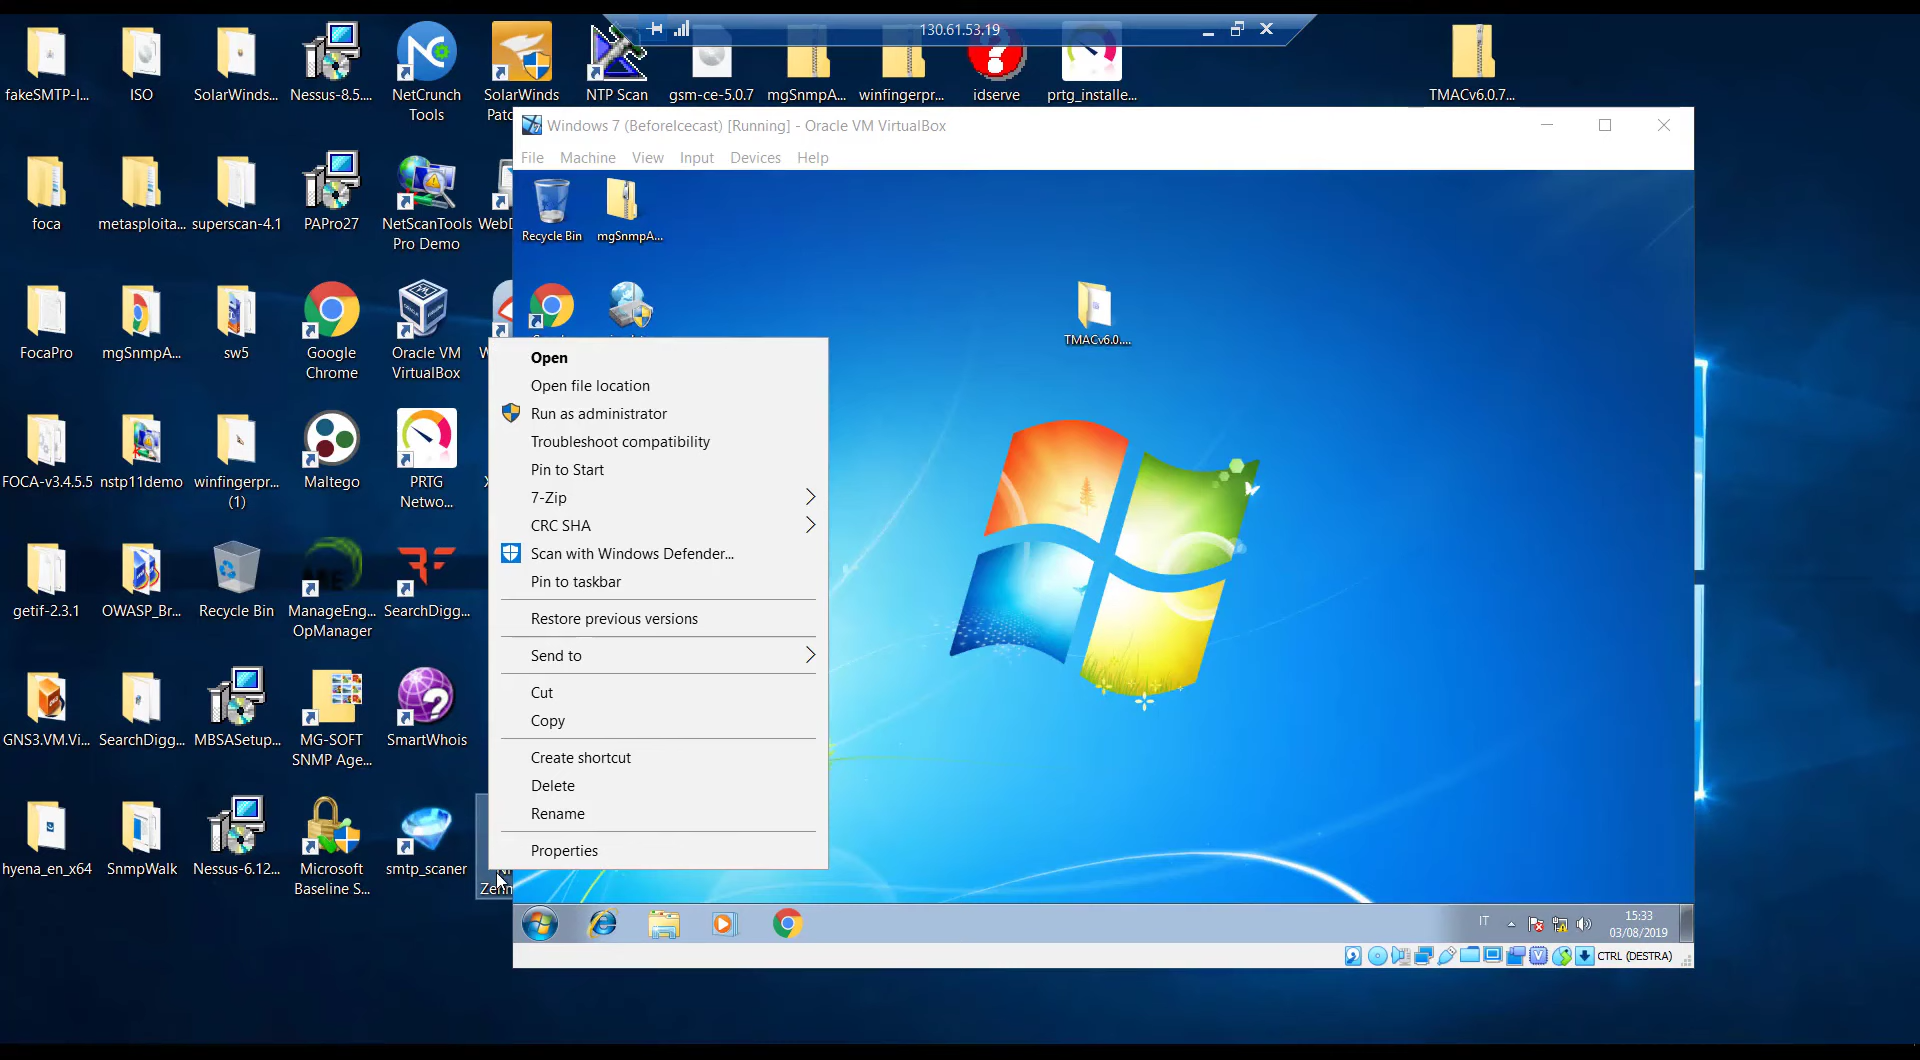 130.61.53.19
fakeSMTP-l...
ISO
SolarWinds...
Nessus-8.5....
NetCrunch
Tools
SolarWinds
NTP Scan
gsm-ce-5.0.7
mgSnmpA...
winfingerpr...
idserve
prtg_installe...
TMACv6.0.7...
Windows 7 (BeforeIcecast) [Running] - Oracle VM VirtualBox
File
Machine
View
Input
Devices
Help
foca
metasploita...
superscan-4.1
PAPro27
NetScanTools
Pro Demo
Recycle Bin
mgSnmpA...
TMACv6.0....
FocaPro
mgSnmpA...
sw5
Google
Chrome
Oracle VM
VirtualBox
Open
Open file location
Run as administrator
Troubleshoot compatibility
Pin to Start
7-Zip
CRC SHA
Scan with Windows Defender...
Pin to taskbar
Restore previous versions
Send to
Cut
Copy
Create shortcut
Delete
Rename
Properties
FOCA-v3.4.5.5
nstp11demo
winfingerpr...
(1)
Maltego
PRTG
Netwo...
getif-2.3.1
OWASP_Br...
Recycle Bin
ManageEng...
OpManager
SearchDigg...
GNS3.VM.Vi...
SearchDigg...
MBSASetup...
MG-SOFT
SNMP Age...
SmartWhois
hyena_en_x64
SnmpWalk
Nessus-6.12...
Microsoft
Baseline S...
smtp_scaner
IT
15:33
03/08/2019
CTRL (DESTRA)